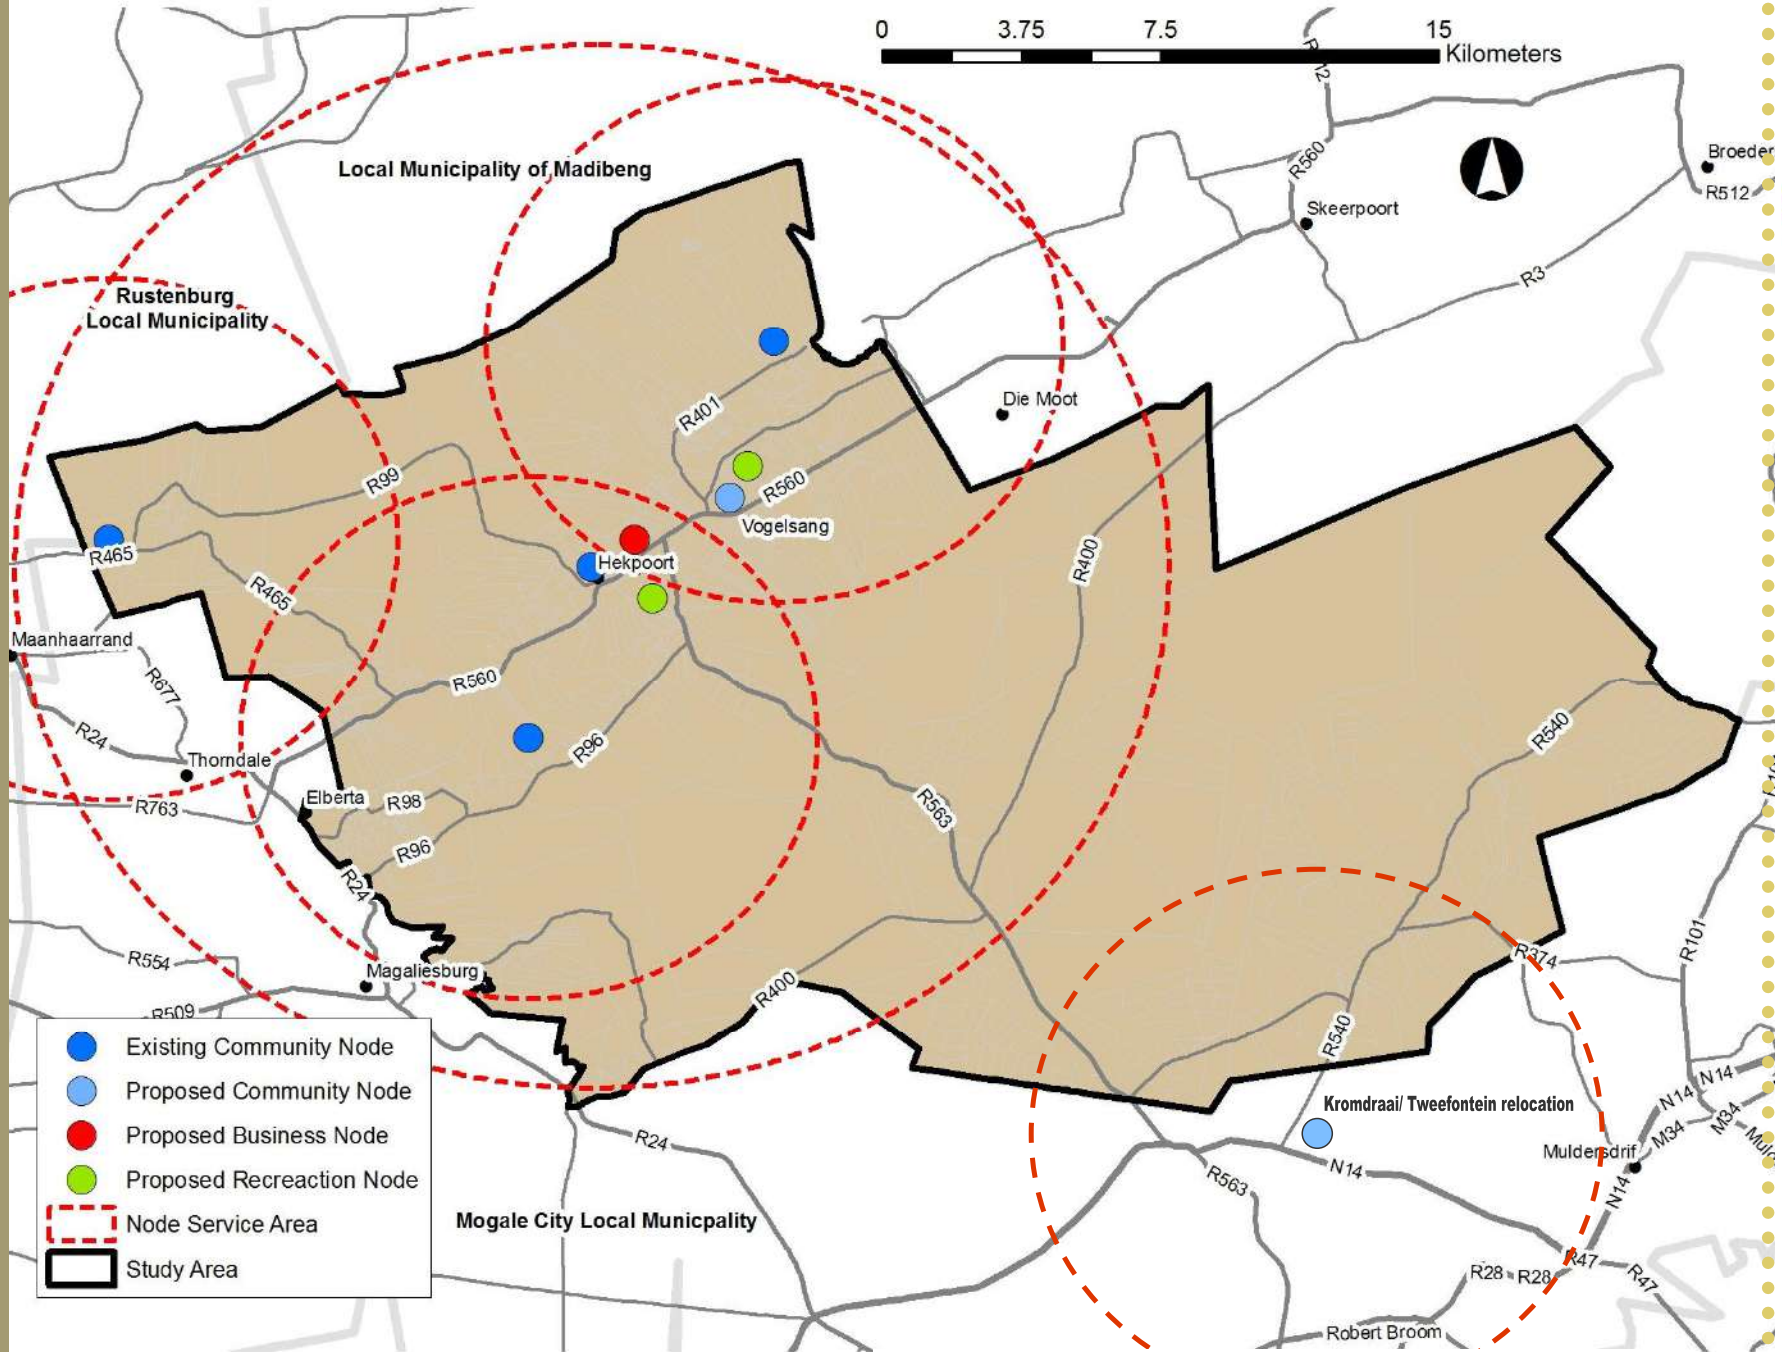 0 3.75 7.5 15
Kilometers
R512
Local Municipality of Madibeng
R560
Broeder
R512
Skeerpoort
R3
Rustenburg
Local Municipality
Die Moot
R401
R99
R560
Vogelsang
Hekpoort
R465
R400
R465
Maanhaarrand
R677
R560
R24
R540
Thorndale
R96
Elberta
R98
R763
R563
R96
R24
R101
R374
R554
Magaliesburg
R400
R509
R540
Existing Community Node
Proposed Community Node
Proposed Business Node
Proposed Recreaction Node
Node Service Area
Study Area
N14
N14
Kromdraai/ Tweefontein relocation
M34
M34
R24
Muldersdrif
N14
R563
N14
Mogale City Local Municpality
R47
R28
R28
R47
Robert Broom